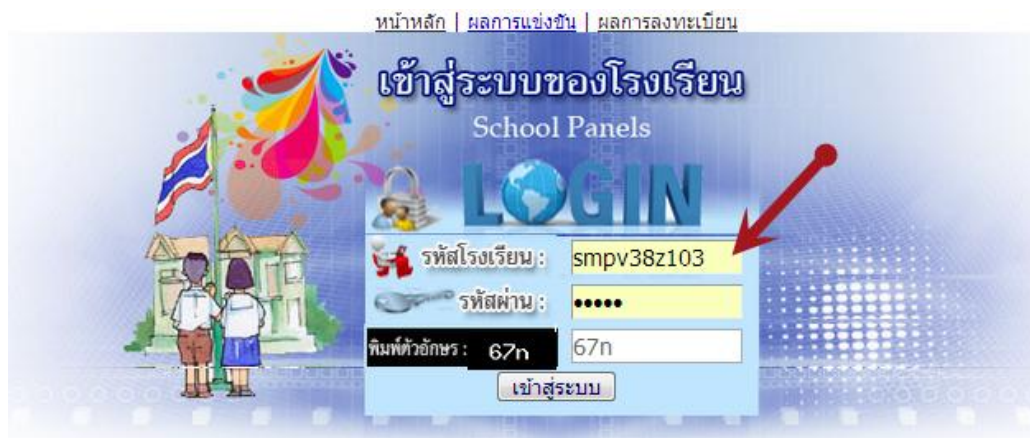 หน้าหลัก | ผลการแข่งขัน | ผลการลงทะเบียน
เข้าสู่ระบบของโรงเรียน
School Panels
LOGIN
รหัสโรงเรียน : smpv38z103
รหัสผ่าน : •••••
พิมพ์ตัวอักษร : 67n 67n
เข้าสู่ระบบ